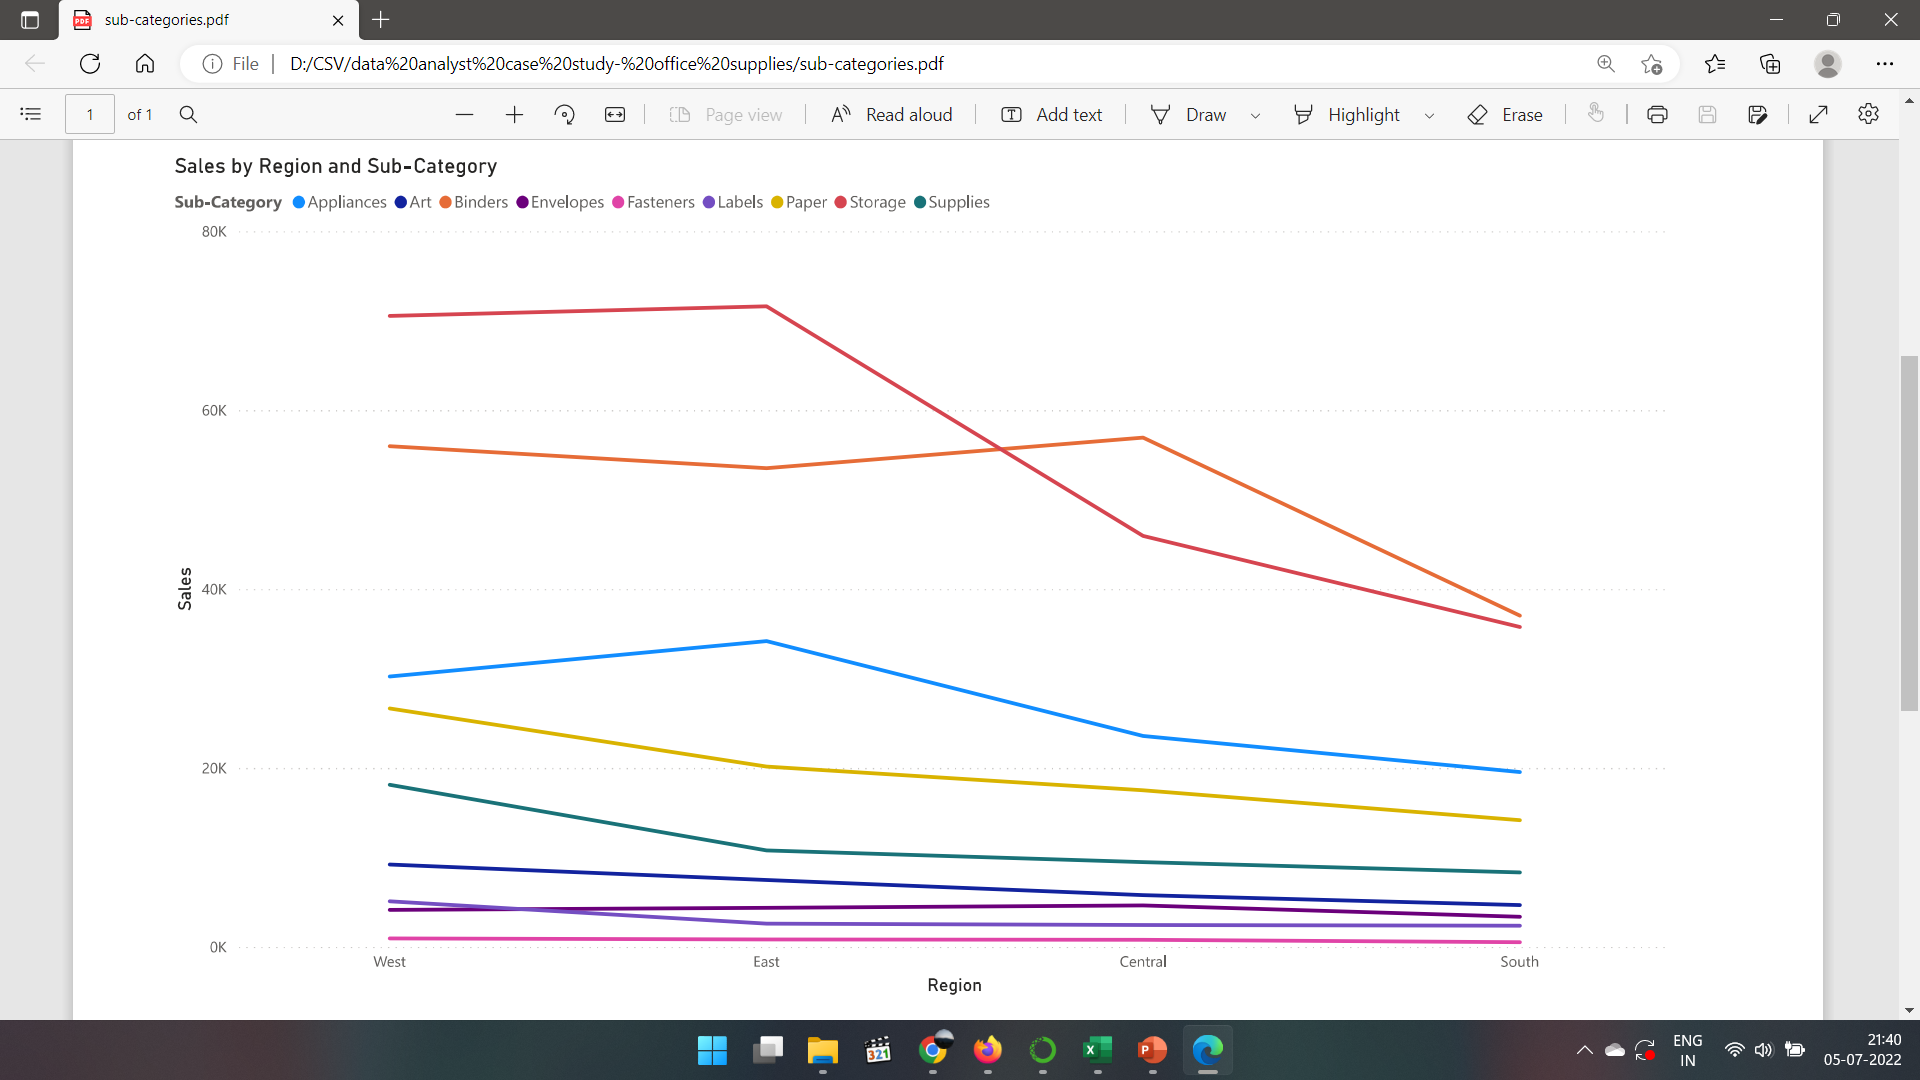 sub-categories.pdf
File
D:/CSV/data%20analyst%20case%20study-%20office%20supplies/sub-categories.pdf
1 of 1
Page view
Read aloud
Add text
Draw
Highlight
Erase
Sales by Region and Sub-Category
Sub-Category Appliances Art Binders Envelopes Fasteners Labels Paper Storage Supplies
80K
60K
40K
20K
0K
Sales
West East Central South
Region
321
ENG
IN
21:40
05-07-2022